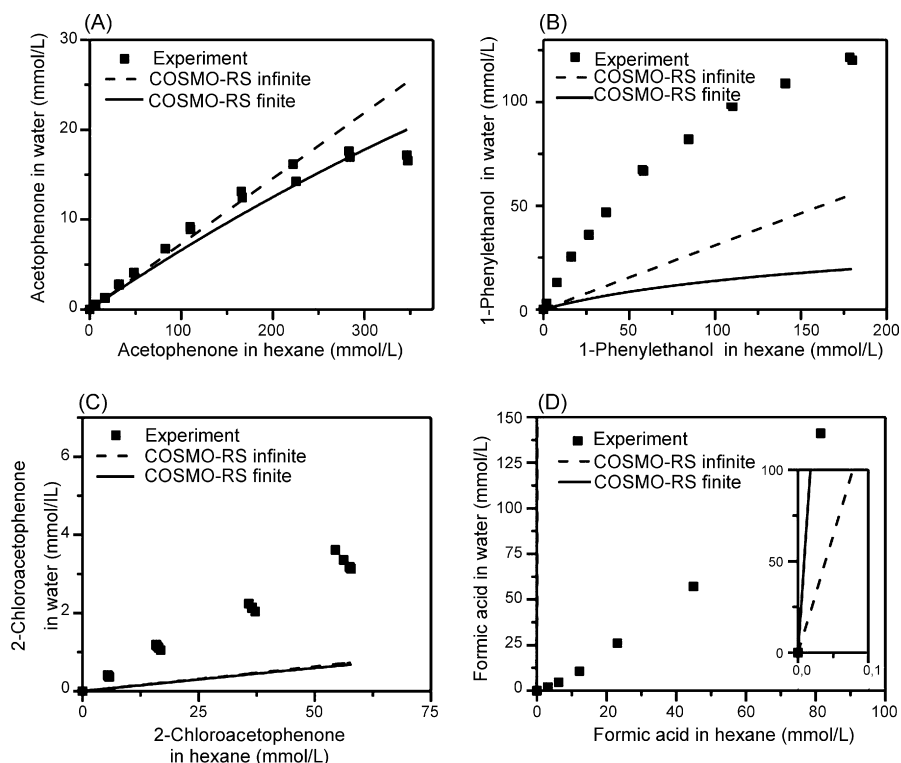 (A)
30
20
10
0
Acetophenone in water (mmol/L)
Experiment
COSMO-RS infinite
COSMO-RS finite
0 100 200 300
Acetophenone in hexane (mmol/L)
(B)
100
50
0
1-Phenylethanol in water (mmol/L)
Experiment
COSMO-RS infinite
COSMO-RS finite
0 50 100 150 200
1-Phenylethanol in hexane (mmol/L)
(C)
6
4
2
0
2-Chloroacetophenone
in water (mmol/IL)
Experiment
COSMO-RS infinite
COSMO-RS finite
0 25 50 75
2-Chloroacetophenone
in hexane (mmol/L)
(D)
150
125
100
75
50
25
0
Formic acid in water (mmol/L)
Experiment
COSMO-RS infinite
COSMO-RS finite
100
50
0
0,0 0,1
0 20 40 60 80 100
Formic acid in hexane (mmol/L)